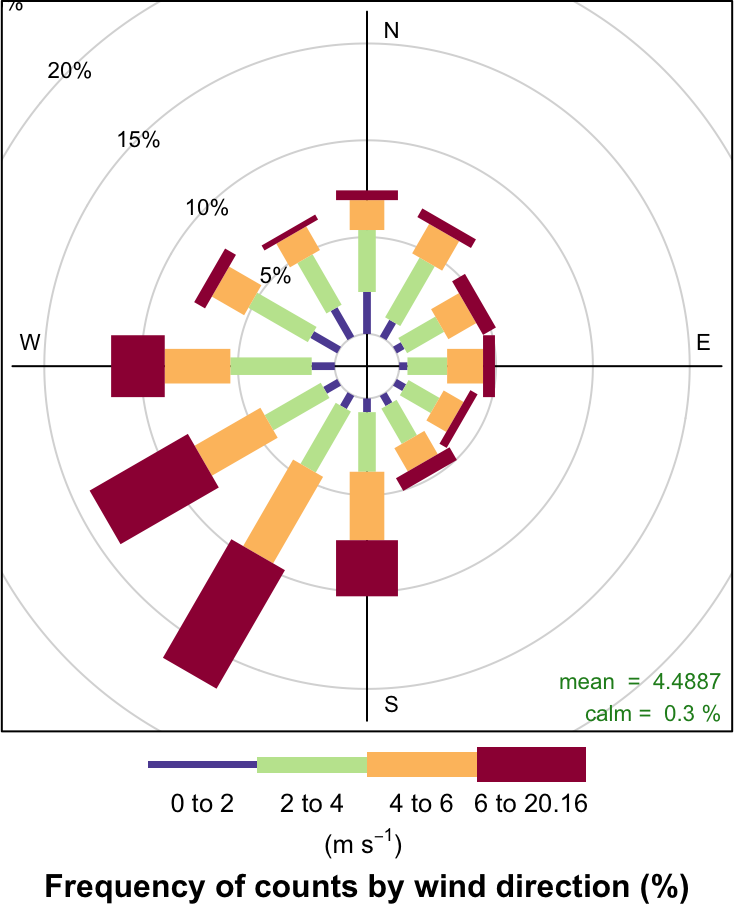 %
N
20%
15%
10%
5%
W
E
S
mean = 4.4887
calm = 0.3 %
0 to 2 2 to 4 4 to 6 6 to 20.16
(m s⁻¹)
Frequency of counts by wind direction (%)